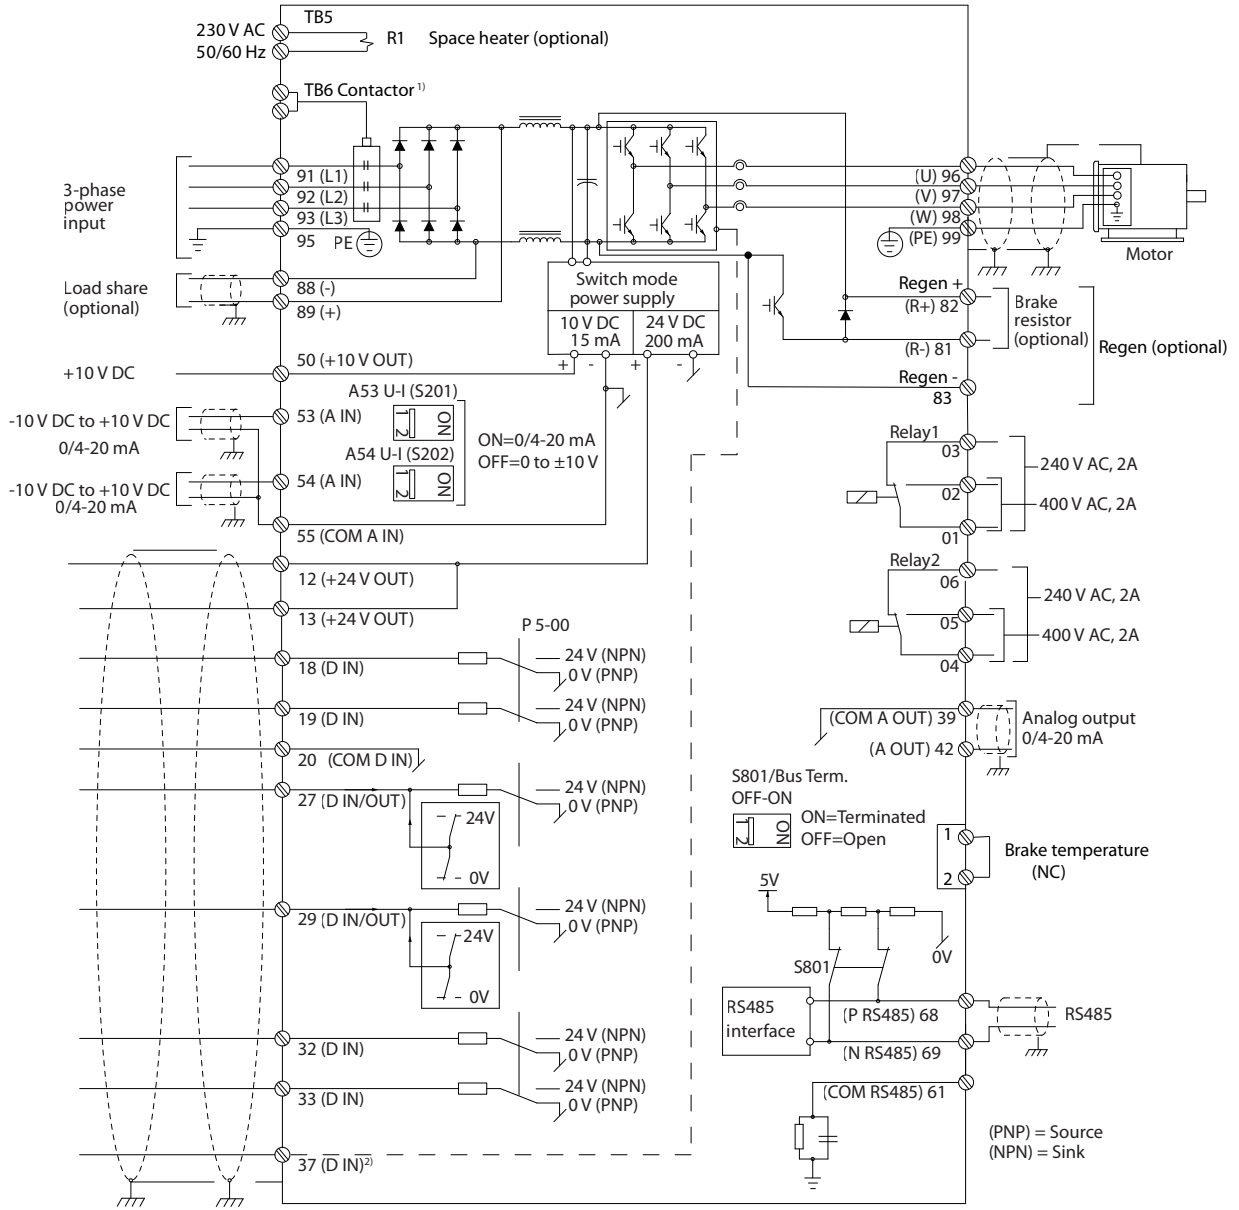 TB5
230 V AC
50/60 Hz
R1
Space heater (optional)
TB6 Contactor 1)
3-phase
power
input
91 (L1)
92 (L2)
93 (L3)
95
PE
Load share
(optional)
88 (-)
89 (+)
Switch mode
power supply
10 V DC
15 mA
24 V DC
200 mA
+
-
+
-
(U) 96
(V) 97
(W) 98
(PE) 99
Motor
Regen +
(R+) 82
Brake
resistor
(optional)
(R-) 81
Regen -
83
Regen (optional)
+10 V DC
50 (+10 V OUT)
-10 V DC to +10 V DC
0/4-20 mA
53 (A IN)
A53 U-I (S201)
1 2
ON
A54 U-I (S202)
1 2
ON
ON=0/4-20 mA
OFF=0 to ±10 V
-10 V DC to +10 V DC
0/4-20 mA
54 (A IN)
55 (COM A IN)
12 (+24 V OUT)
13 (+24 V OUT)
P 5-00
18 (D IN)
24 V (NPN)
0 V (PNP)
19 (D IN)
24 V (NPN)
0 V (PNP)
20 (COM D IN)
27 (D IN/OUT)
24 V (NPN)
0 V (PNP)
24V
0V
29 (D IN/OUT)
24 V (NPN)
0 V (PNP)
24V
0V
32 (D IN)
24 V (NPN)
0 V (PNP)
33 (D IN)
24 V (NPN)
0 V (PNP)
37 (D IN) 2)
Relay1
03
02
01
240 V AC, 2A
400 V AC, 2A
Relay2
06
05
04
240 V AC, 2A
400 V AC, 2A
(COM A OUT) 39
(A OUT) 42
Analog output
0/4-20 mA
S801/Bus Term.
OFF-ON
1 2
ON
ON=Terminated
OFF=Open
1
2
Brake temperature
(NC)
5V
0V
S801
RS485
interface
(P RS485) 68
(N RS485) 69
RS485
(COM RS485) 61
(PNP) = Source
(NPN) = Sink